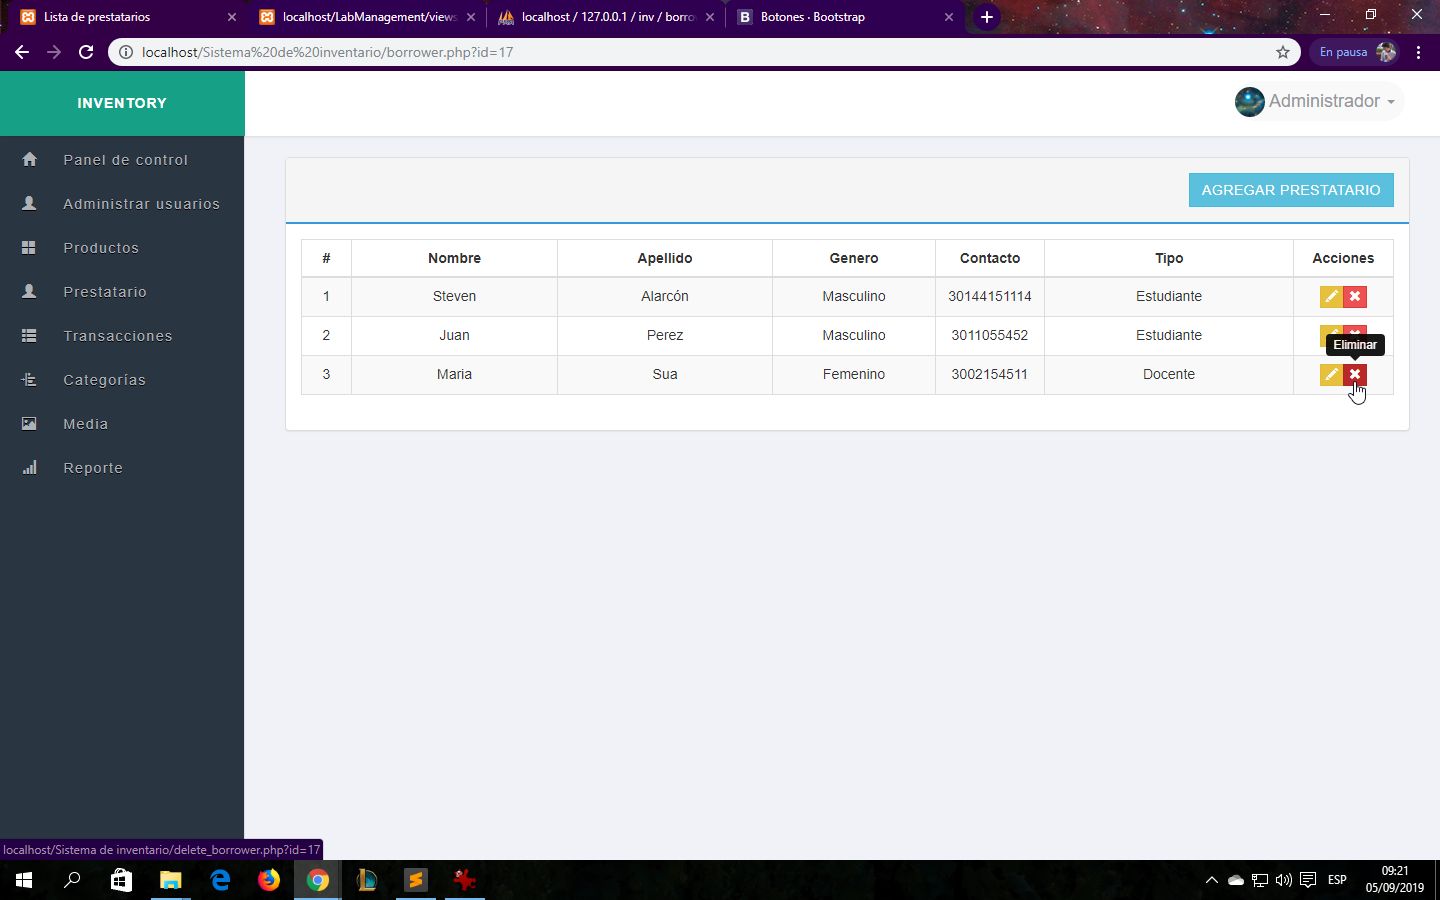 Lista de prestatarios
localhost/LabManagement/views
localhost / 127.0.0.1 / inv / borro
Botones · Bootstrap
localhost/Sistema%20de%20inventario/borrower.php?id=17
En pausa
INVENTORY
Administrador
Panel de control
Administrar usuarios
Productos
Prestatario
Transacciones
Categorías
Media
Reporte
AGREGAR PRESTATARIO
# Nombre Apellido Genero Contacto Tipo Acciones
1 Steven Alarcón Masculino 30144151114 Estudiante
2 Juan Perez Masculino 3011055452 Estudiante
Eliminar
3 Maria Sua Femenino 3002154511 Docente
localhost/Sistema de inventario/delete_borrower.php?id=17
ESP
09:21
05/09/2019